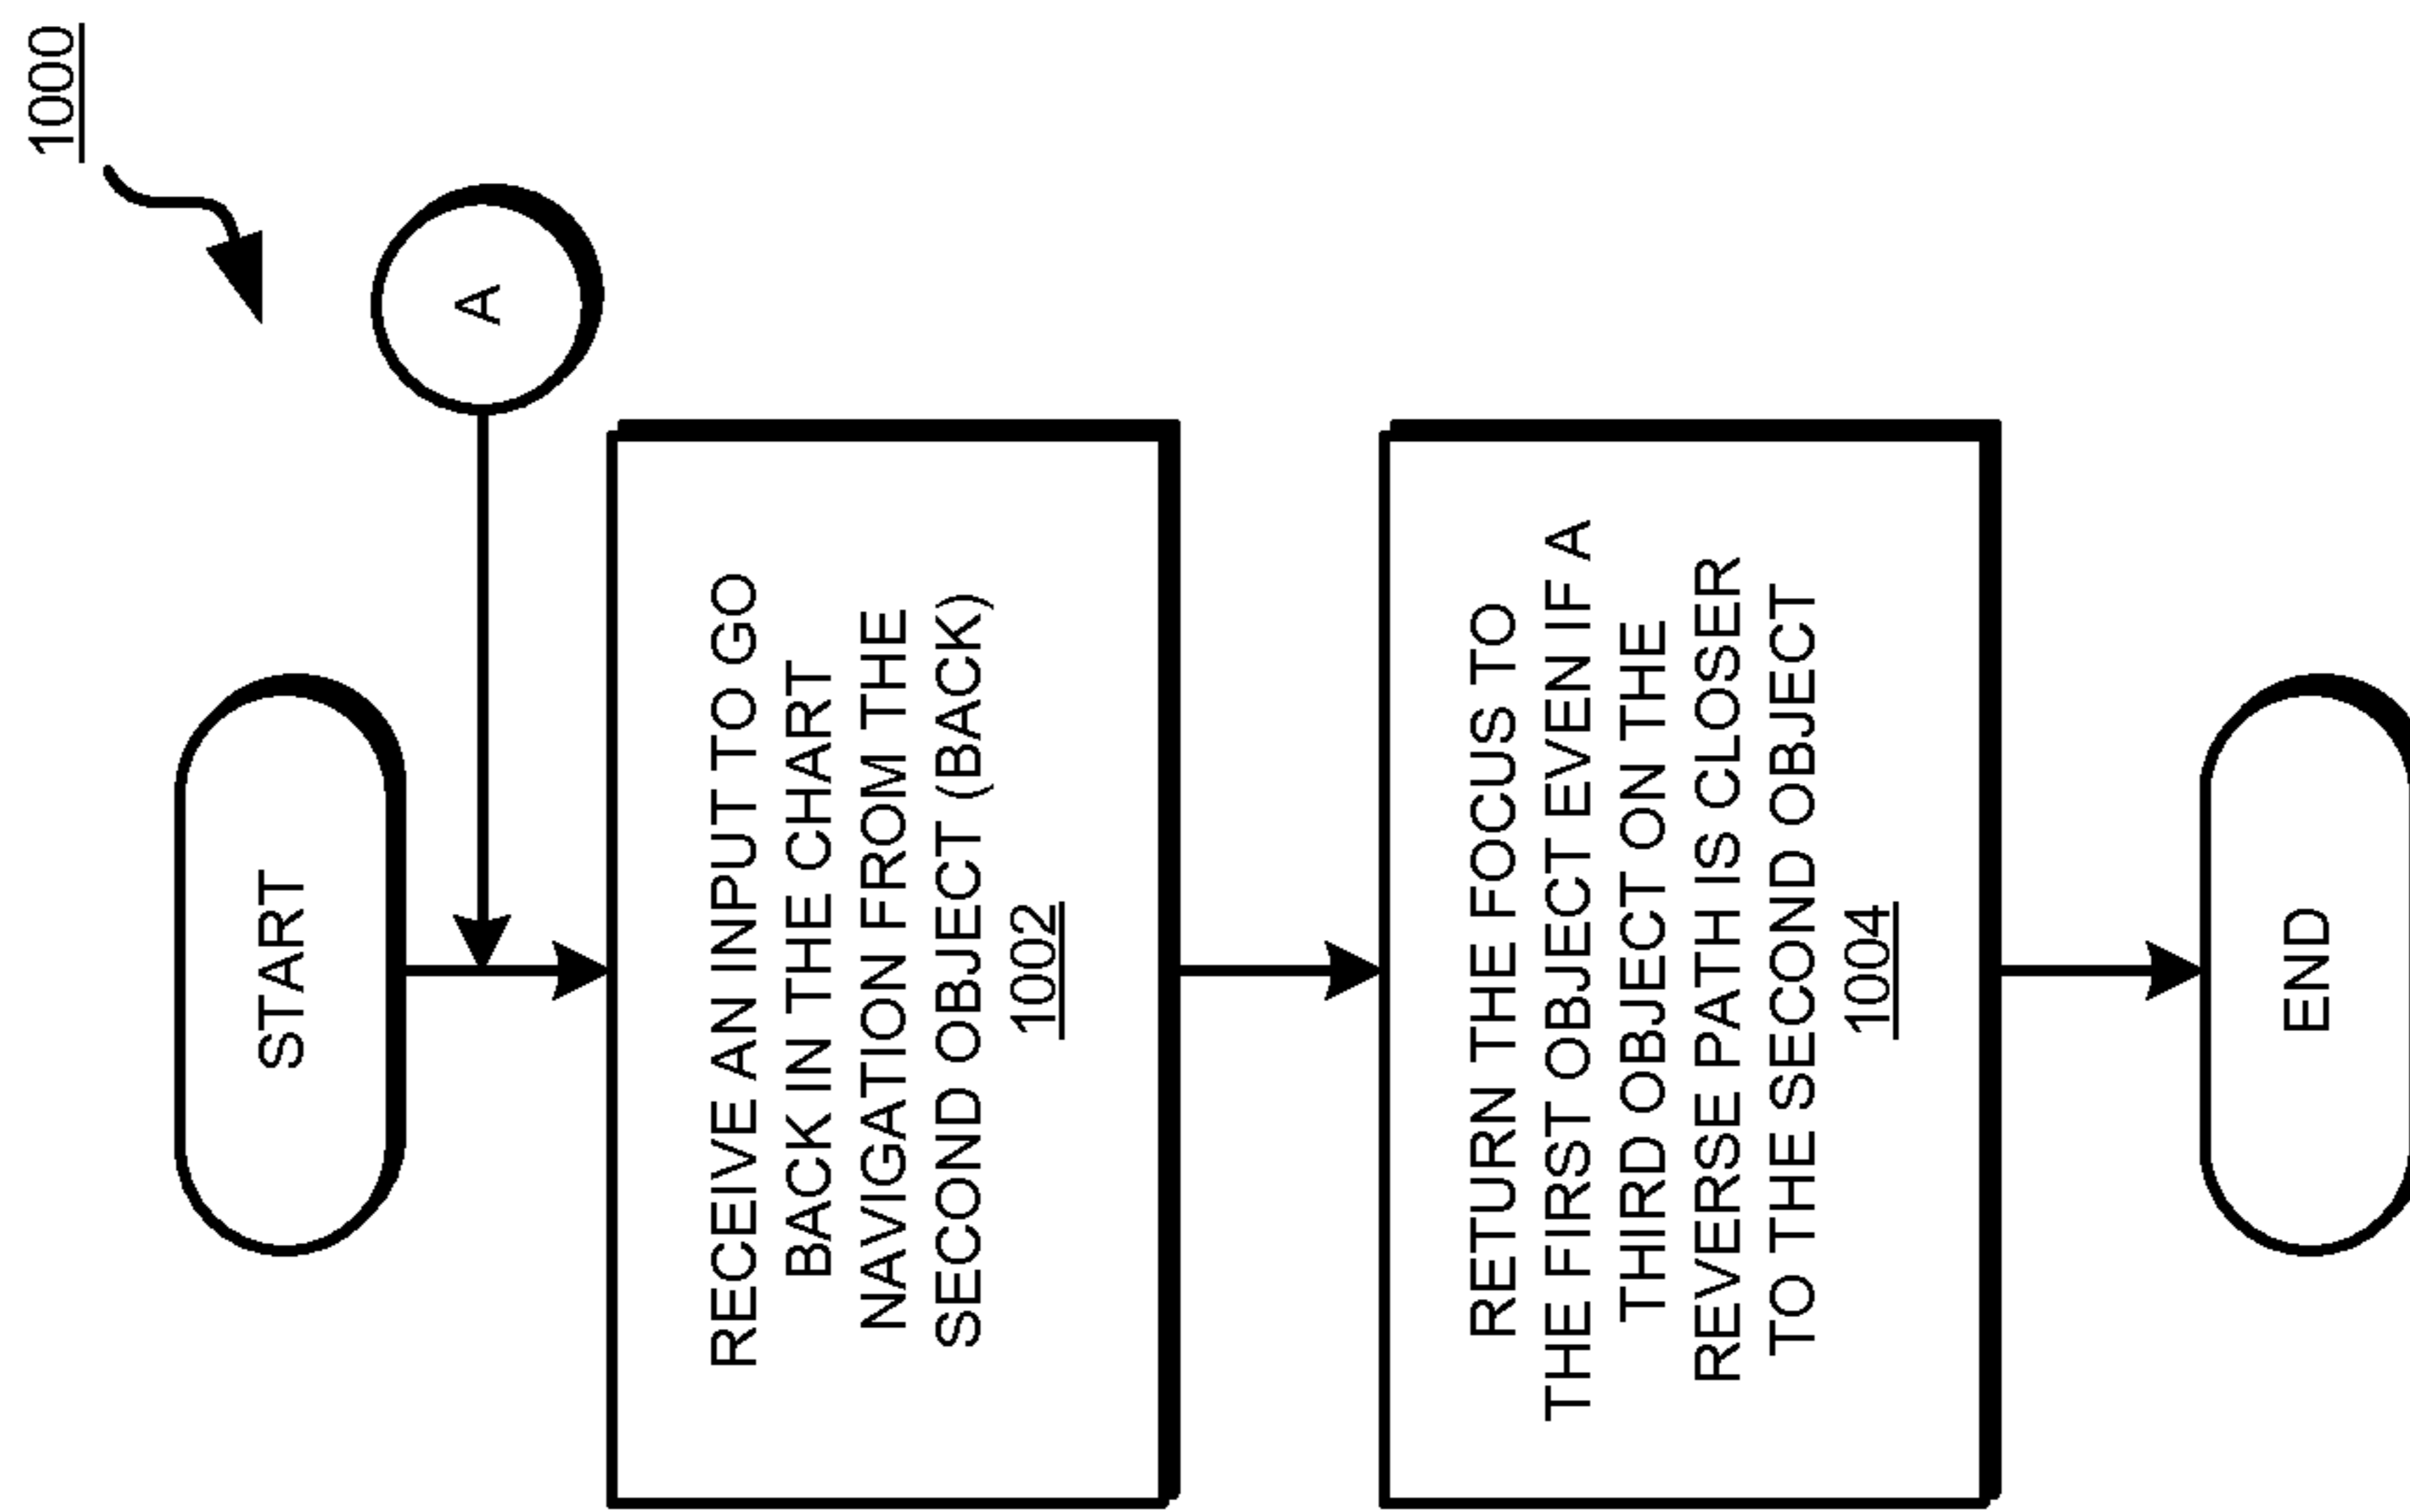 1000
START
A
RECEIVE AN INPUT TO GO
BACK IN THE CHART
NAVIGATION FROM THE
SECOND OBJECT (BACK)
1002
RETURN THE FOCUS TO
THE FIRST OBJECT EVEN IF A
THIRD OBJECT ON THE
REVERSE PATH IS CLOSER
TO THE SECOND OBJECT
1004
END